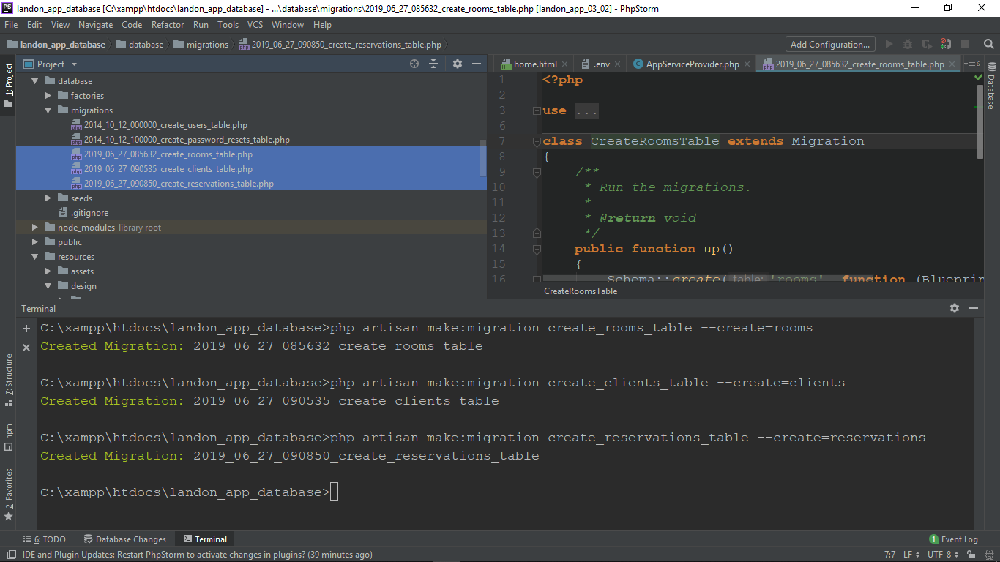 PS landon_app_database [C:\xampp\htdocs\landon_app_database] - ...\database\migrations\2019_06_27_085632_create_rooms_table.php [landon_app_03_02] - PhpStorm
File Edit View Navigate Code Refactor Run Tools VCS Window Help
landon_app_database database migrations 2019_06_27_090850_create_reservations_table.php Add Configuration...
1: Project
7: Structure
npm
2: Favorites
Project
database
factories
migrations
2014_10_12_000000_create_users_table.php
2014_10_12_100000_create_password_resets_table.php
2019_06_27_085632_create_rooms_table.php
2019_06_27_090535_create_clients_table.php
2019_06_27_090850_create_reservations_table.php
seeds
.gitignore
node_modules library root
public
resources
assets
design
home.html .env AppServiceProvider.php 2019_06_27_085632_create_rooms_table.php 6
Database
1 <?php
2
3 use ...
6
7 class CreateRoomsTable extends Migration
8 {
9 /**
10 * Run the migrations.
11 *
12 * @return void
13 */
14 public function up()
15 {
16 Schema::create( table: 'rooms', function (Blueprin
CreateRoomsTable
Terminal
C:\xampp\htdocs\landon_app_database>php artisan make:migration create_rooms_table --create=rooms
Created Migration: 2019_06_27_085632_create_rooms_table
C:\xampp\htdocs\landon_app_database>php artisan make:migration create_clients_table --create=clients
Created Migration: 2019_06_27_090535_create_clients_table
C:\xampp\htdocs\landon_app_database>php artisan make:migration create_reservations_table --create=reservations
Created Migration: 2019_06_27_090850_create_reservations_table
C:\xampp\htdocs\landon_app_database>
6: TODO Database Changes Terminal 1 Event Log
IDE and Plugin Updates: Restart PhpStorm to activate changes in plugins? (39 minutes ago) 7:7 LF UTF-8